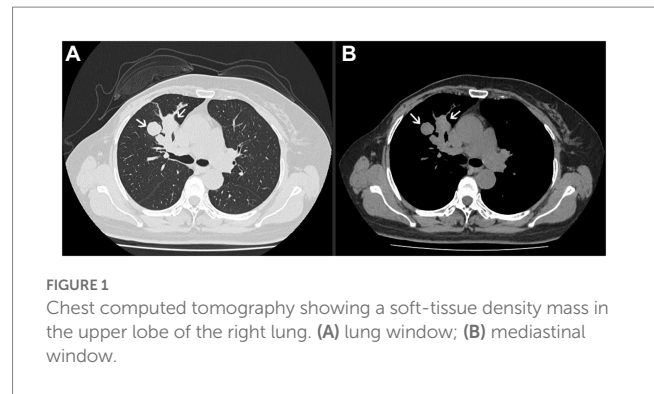 A
B
FIGURE 1
Chest computed tomography showing a soft-tissue density mass in
the upper lobe of the right lung. (A) lung window; (B) mediastinal
window.